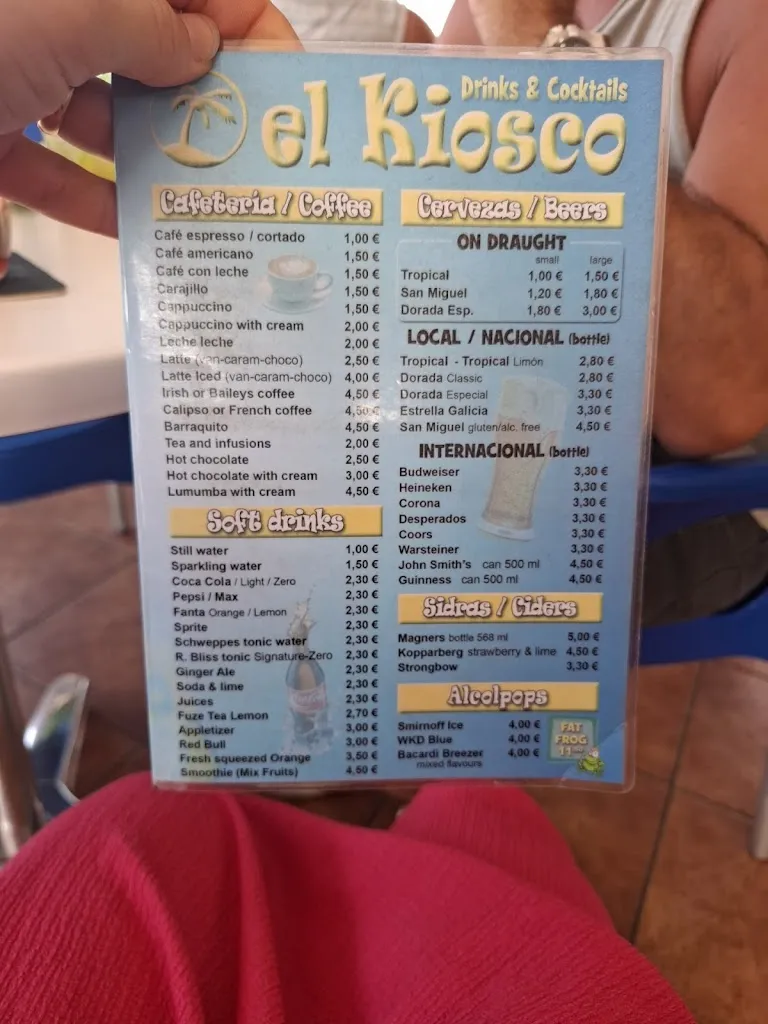 el Kiosco
Drinks & Cocktails
Cafeteria / Coffee
Café espresso / cortado 1,00 €
Café americano 1,50 €
Café con leche 1,50 €
Carajillo 1,50 €
Cappuccino 1,50 €
Cappuccino with cream 2,00 €
Leche leche 2,00 €
Latte (van-caram-choco) 2,50 €
Latte Iced (van-caram-choco) 4,00 €
Irish or Baileys coffee 4,50 €
Calipso or French coffee 4,50 €
Barraquito 4,50 €
Tea and infusions 2,00 €
Hot chocolate 2,50 €
Hot chocolate with cream 3,00 €
Lumumba with cream 4,50 €
Soft drinks
Still water 1,00 €
Sparkling water 1,50 €
Coca Cola / Light / Zero 2,30 €
Pepsi / Max 2,30 €
Fanta Orange / Lemon 2,30 €
Sprite 2,30 €
Schweppes tonic water 2,30 €
R. Bliss tonic Signature-Zero 2,30 €
Ginger Ale 2,30 €
Soda & lime 2,30 €
Juices 2,30 €
Fuze Tea Lemon 2,70 €
Appletizer 3,00 €
Red Bull 3,00 €
Fresh squeezed Orange 3,50 €
Smoothie (Mix Fruits) 4,50 €
Cervezas / Beers
ON DRAUGHT
small large
Tropical 1,00 € 1,50 €
San Miguel 1,20 € 1,80 €
Dorada Esp. 1,80 € 3,00 €
LOCAL / NACIONAL (bottle)
Tropical - Tropical Limón 2,80 €
Dorada Classic 2,80 €
Dorada Especial 3,30 €
Estrella Galicia 3,30 €
San Miguel gluten/alc. free 4,50 €
INTERNACIONAL (bottle)
Budweiser 3,30 €
Heineken 3,30 €
Corona 3,30 €
Desperados 3,30 €
Coors 3,30 €
Warsteiner 3,30 €
John Smith's can 500 ml 4,50 €
Guinness can 500 ml 4,50 €
Sidras / Ciders
Magners bottle 568 ml 5,00 €
Kopparberg strawberry & lime 4,50 €
Strongbow 3,30 €
Alcolpops
Smirnoff Ice 4,00 €
WKD Blue 4,00 €
Bacardi Breezer 4,00 €
mixed flavours
FAT
FROG
11